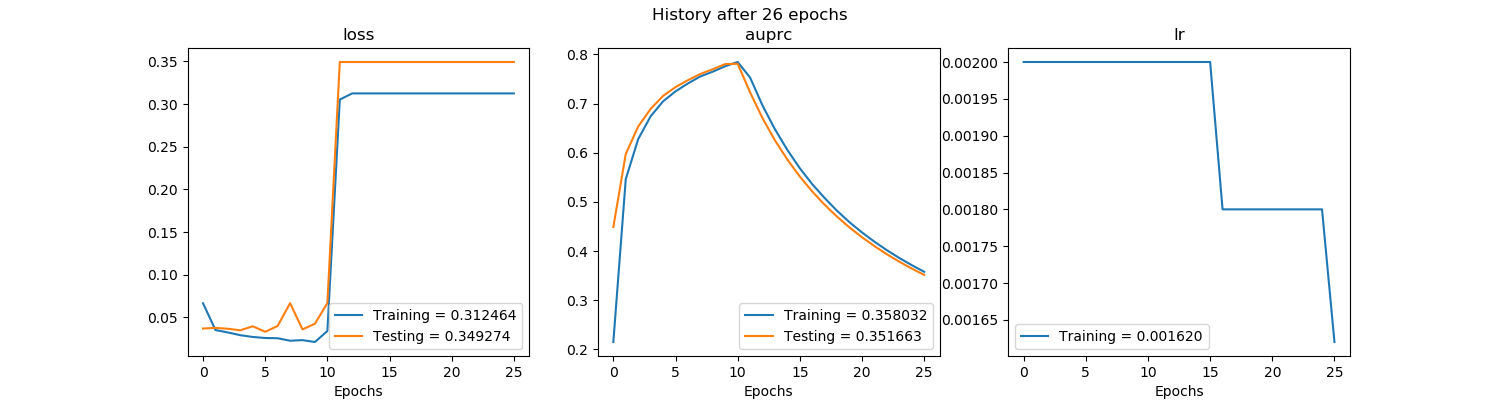 History after 26 epochs
loss
0.35
0.30
0.25
0.20
0.15
0.10
0.05
Training = 0.312464
Testing = 0.349274
0 5 10 15 20 25
Epochs
auprc
0.8
0.7
0.6
0.5
0.4
0.3
0.2
Training = 0.358032
Testing = 0.351663
0 5 10 15 20 25
Epochs
lr
0.00200
0.00195
0.00190
0.00185
0.00180
0.00175
0.00170
0.00165
Training = 0.001620
0 5 10 15 20 25
Epochs